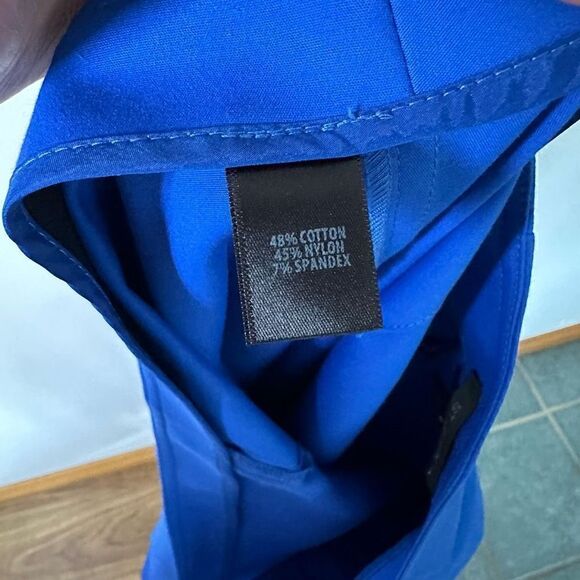 48% COTTON
45% NYLON
7% SPANDEX